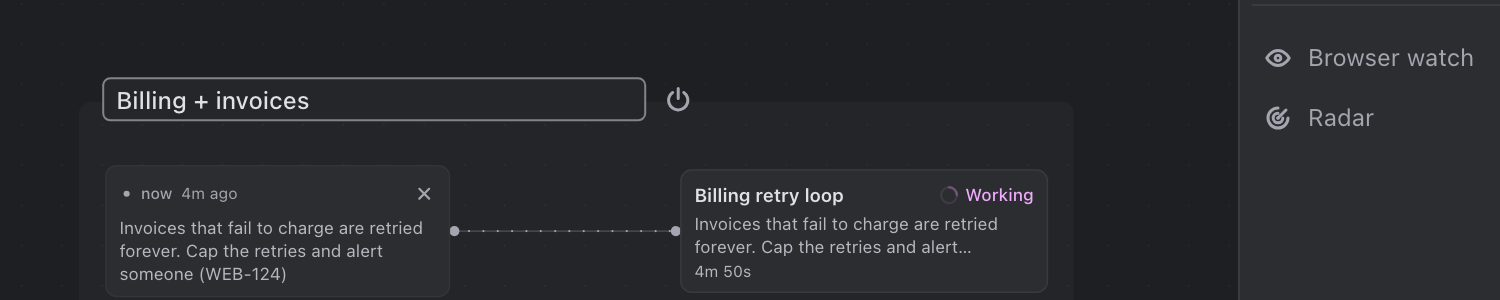 Billing + invoices
now 4m ago
Invoices that fail to charge are retried
forever. Cap the retries and alert
someone (WEB-124)
Billing retry loop
Working
Invoices that fail to charge are retried
forever. Cap the retries and alert...
4m 50s
Browser watch
Radar